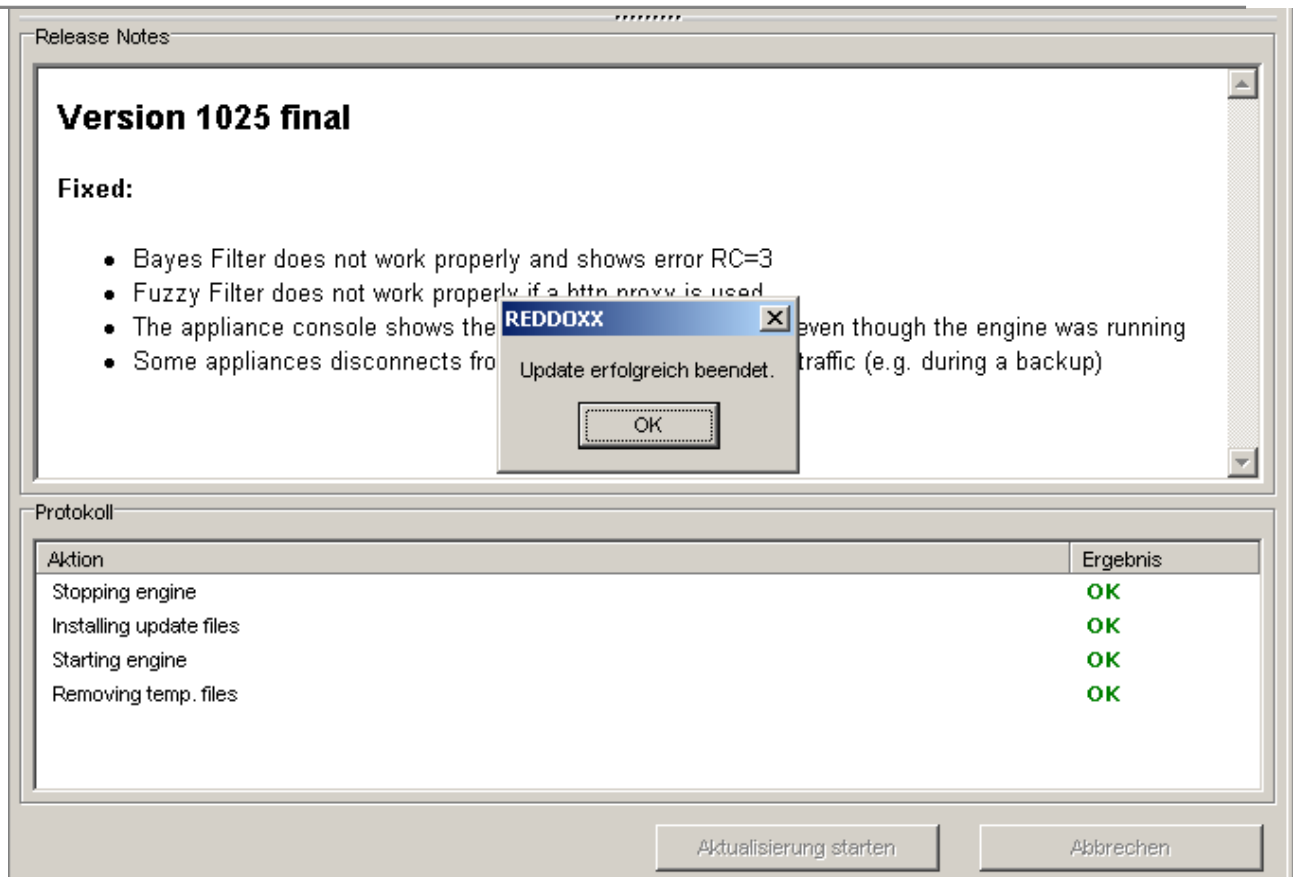 Release Notes
Version 1025 final
Fixed:
• Bayes Filter does not work properly and shows error RC=3
• Fuzzy Filter does not work properly if a http proxy is used
• The appliance console shows the
even though the engine was running
• Some appliances disconnects
traffic (e.g. during a backup)
REDDOXX
Update erfolgreich beendet.
OK
Protokoll
Aktion Ergebnis
Stopping engine OK
Installing update files OK
Starting engine OK
Removing temp. files OK
Aktualisierung starten Abbrechen